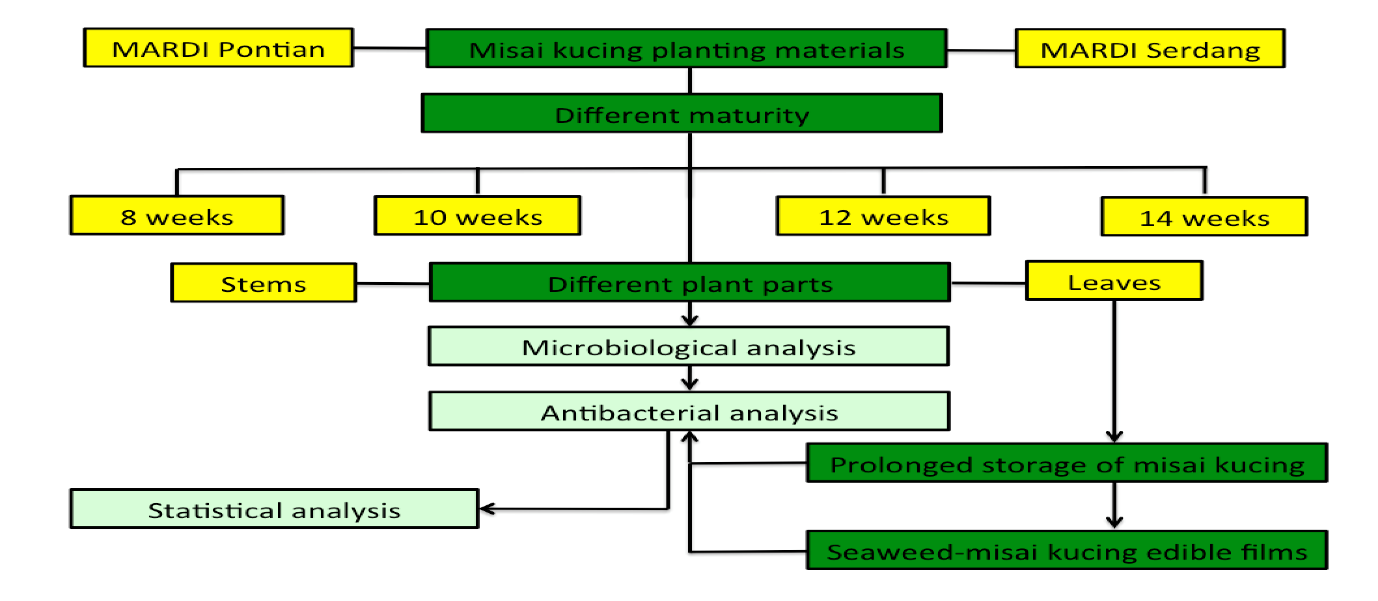 MARDI Pontian
Misai kucing planting materials
MARDI Serdang
Different maturity
8 weeks
10 weeks
12 weeks
14 weeks
Stems
Different plant parts
Leaves
Microbiological analysis
Antibacterial analysis
Prolonged storage of misai kucing
Statistical analysis
Seaweed-misai kucing edible films